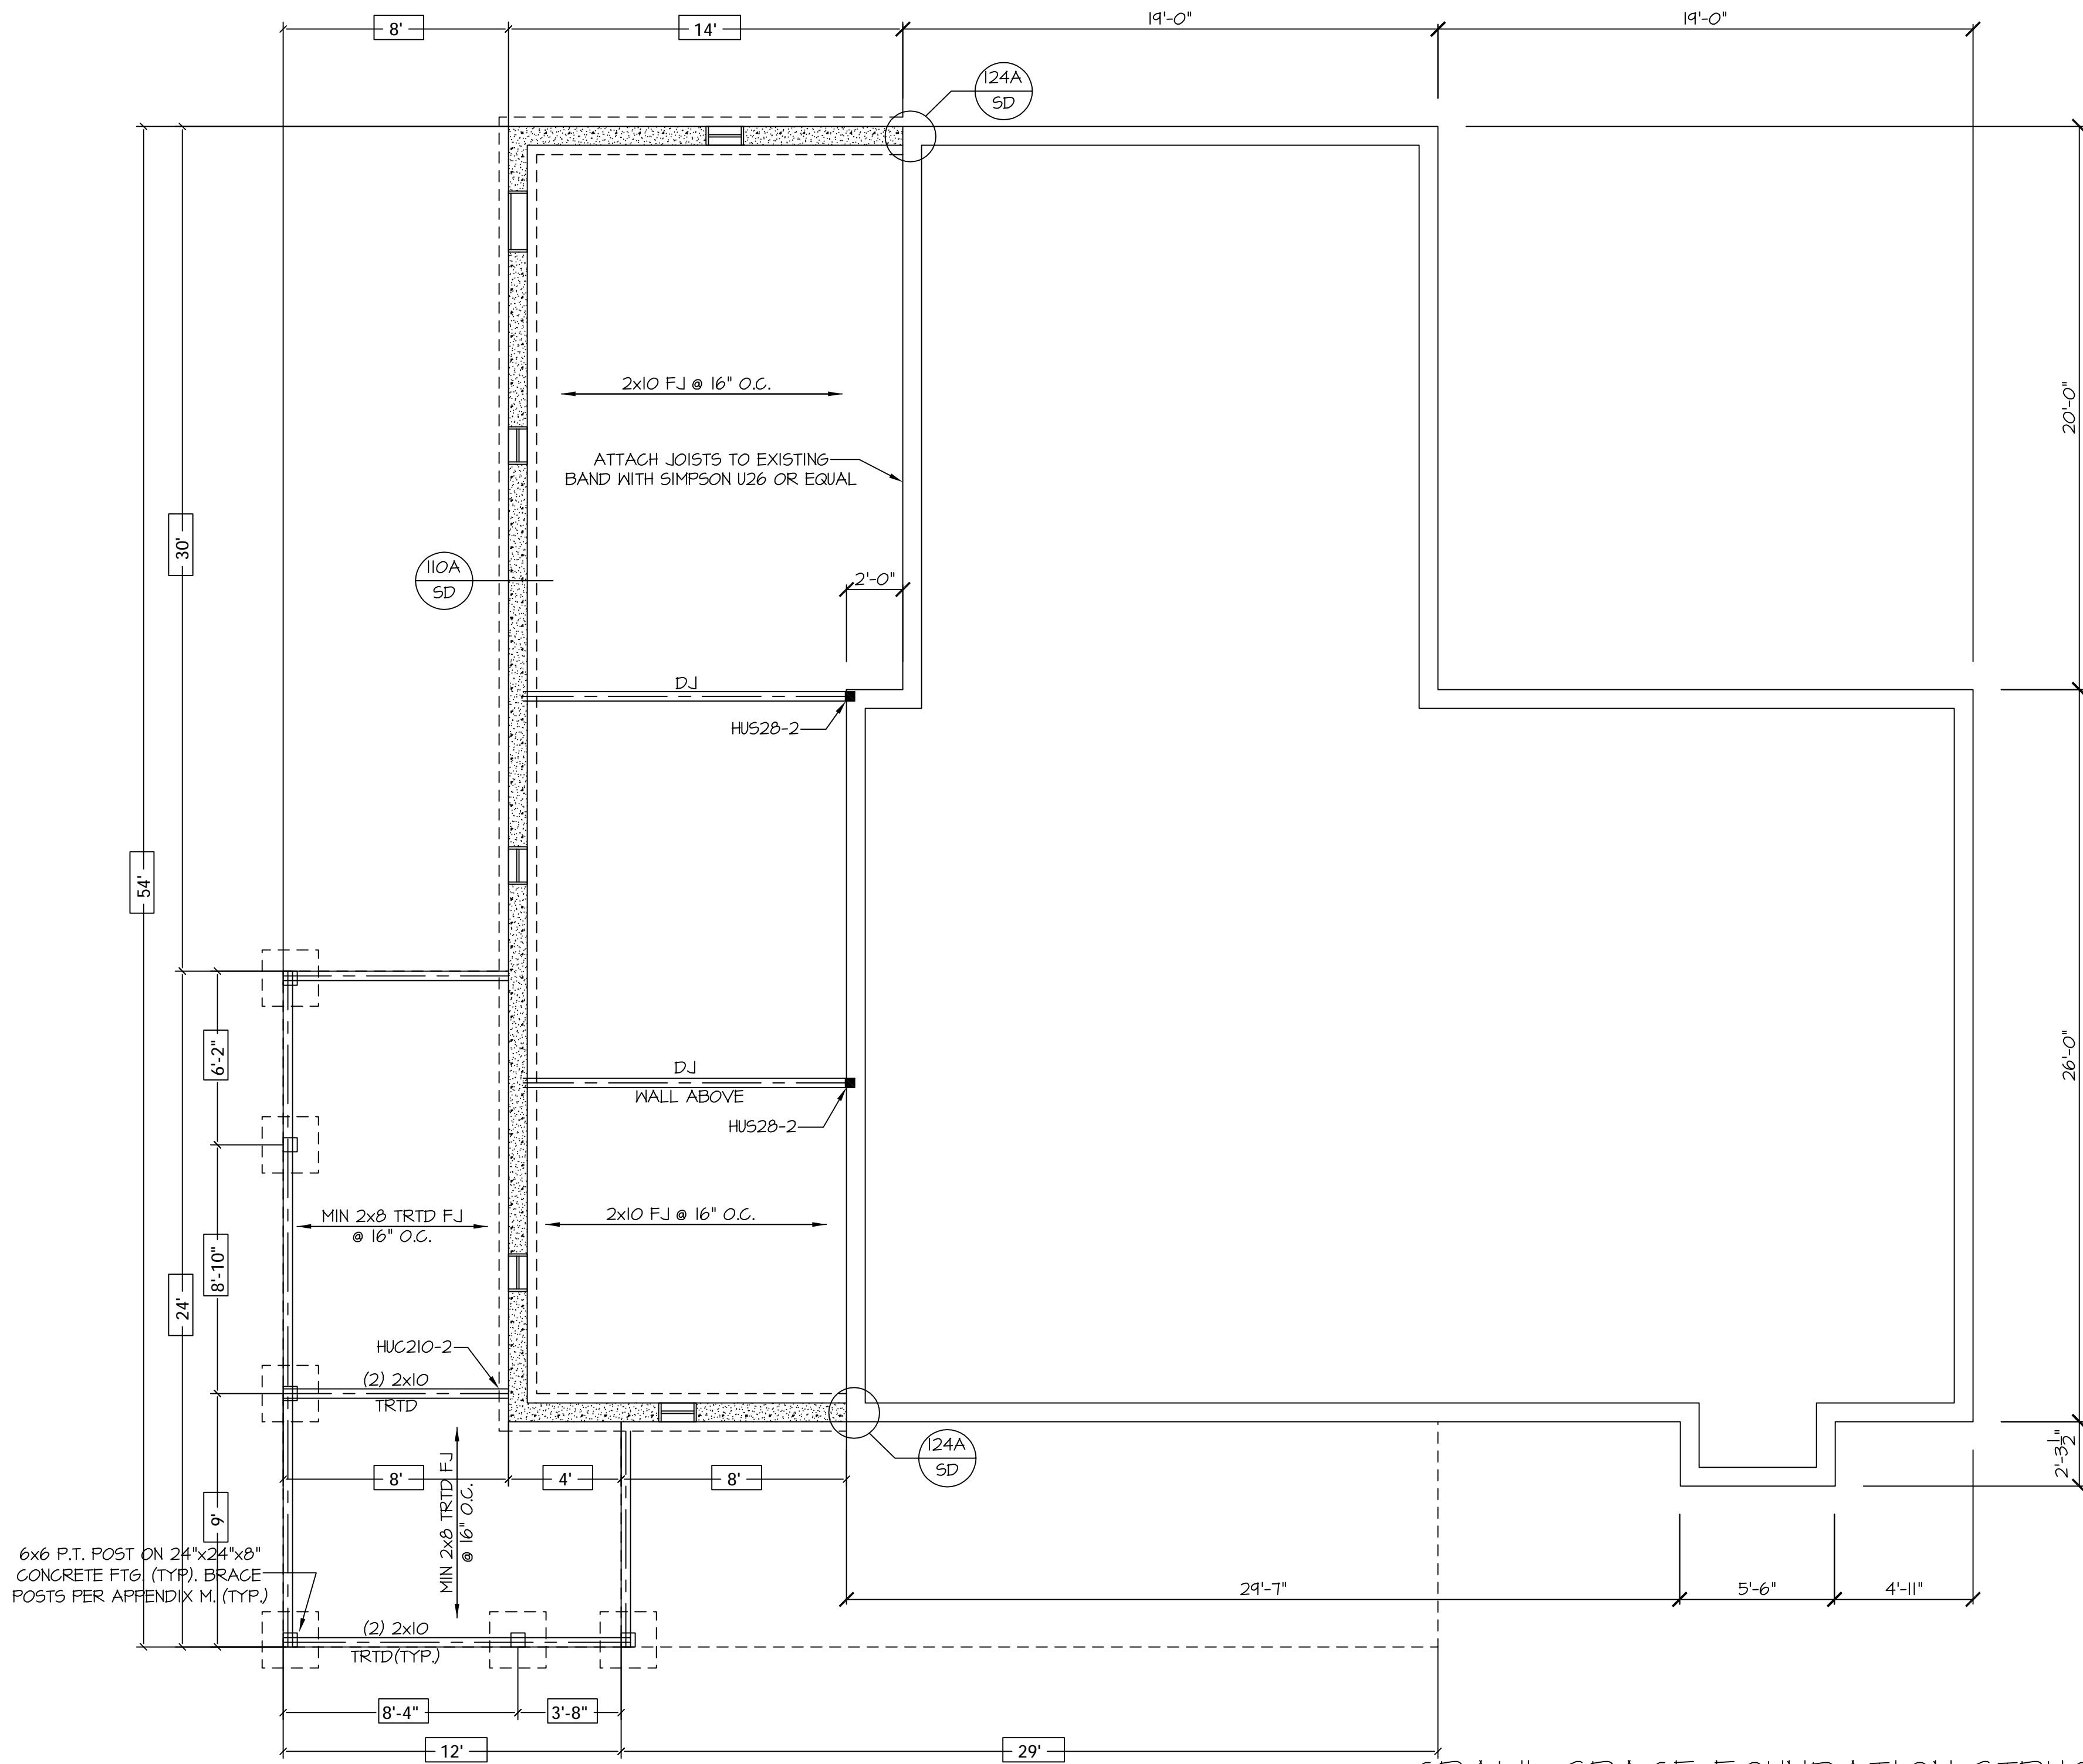 8'
14'
19'-0"
19'-0"
124A
SD
2x10 FJ @ 16" O.C.
20'-0"
ATTACH JOISTS TO EXISTING
BAND WITH SIMPSON U26 OR EQUAL
30'
110A
SD
2'-0"
DJ
HUS28-2
54'
6'-2"
DJ
WALL ABOVE
HUS28-2
26'-0"
MIN 2x8 TRTD FJ
@ 16" O.C.
2x10 FJ @ 16" O.C.
8'-10"
24'
HUC210-2
(2) 2x10
TRTD
124A
SD
2'-3 1/2"
8'
4'
8'
MIN 2x8 TRTD FJ
@ 16" O.C.
9'
6x6 P.T. POST ON 24"x24"x8"
CONCRETE FTG. (TYP). BRACE
POSTS PER APPENDIX M. (TYP.)
29'-7"
5'-6"
4'-11"
(2) 2x10
TRTD(TYP.)
8'-4"
3'-8"
12'
29'